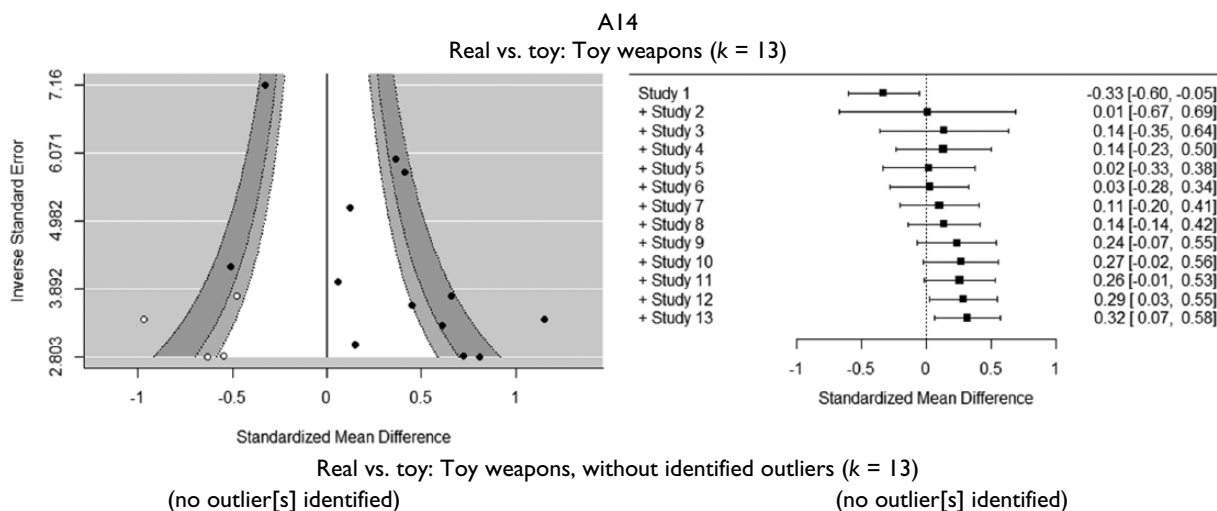 A14
Real vs. toy: Toy weapons (k = 13)
Inverse Standard Error
7.16
6.071
4.982
3.892
2.803
-1
-0.5
0
0.5
1
Standardized Mean Difference
Study 1 -0.33 [-0.60, -0.05]
+ Study 2 0.01 [-0.67, 0.69]
+ Study 3 0.14 [-0.35, 0.64]
+ Study 4 0.14 [-0.23, 0.50]
+ Study 5 0.02 [-0.33, 0.38]
+ Study 6 0.03 [-0.28, 0.34]
+ Study 7 0.11 [-0.20, 0.41]
+ Study 8 0.14 [-0.14, 0.42]
+ Study 9 0.24 [-0.07, 0.55]
+ Study 10 0.27 [-0.02, 0.56]
+ Study 11 0.26 [-0.01, 0.53]
+ Study 12 0.29 [ 0.03, 0.55]
+ Study 13 0.32 [ 0.07, 0.58]
-1
-0.5
0
0.5
1
Standardized Mean Difference
Real vs. toy: Toy weapons, without identified outliers (k = 13)
(no outlier[s] identified)
(no outlier[s] identified)